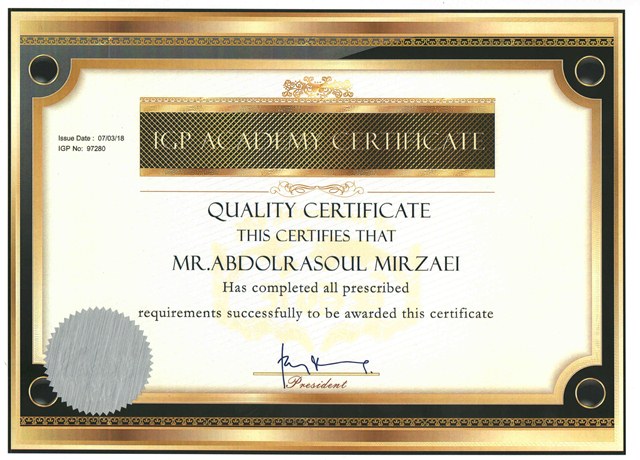 Issue Date : 07/03/18
IGP No: 97280
IGP ACADEMY CERTIFICATE
QUALITY CERTIFICATE
THIS CERTIFIES THAT
MR.ABDOLRASOUL MIRZAEI
Has completed all prescribed
requirements successfully to be awarded this certificate
President